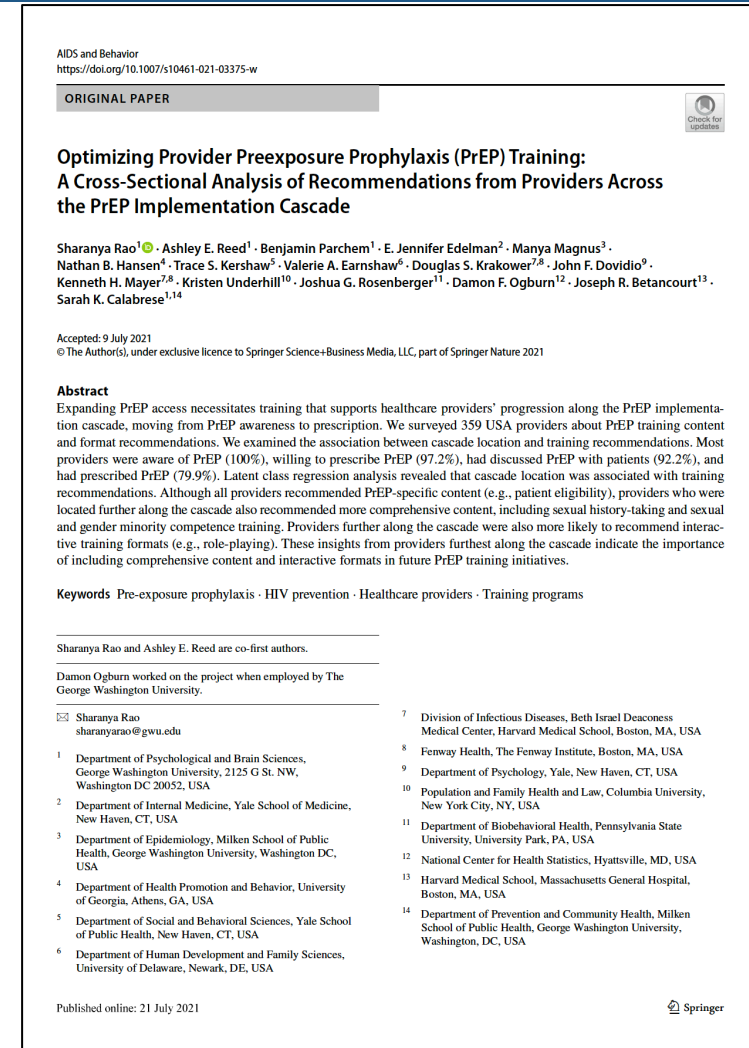 AIDS and Behavior
https://doi.org/10.1007/s10461-021-03375-w
ORIGINAL PAPER
Check for
updates
Optimizing Provider Preexposure Prophylaxis (PrEP) Training:
A Cross-Sectional Analysis of Recommendations from Providers Across
the PrEP Implementation Cascade
Sharanya Rao1 · Ashley E. Reed1 · Benjamin Parchem1 · E. Jennifer Edelman2 · Manya Magnus3 ·
Nathan B. Hansen4 · Trace S. Kershaw5 · Valerie A. Earnshaw6 · Douglas S. Krakower7,8 · John F. Dovidio9 ·
Kenneth H. Mayer7,8 · Kristen Underhill10 · Joshua G. Rosenberger11 · Damon F. Ogburn12 · Joseph R. Betancourt13 ·
Sarah K. Calabrese1,14
Accepted: 9 July 2021
© The Author(s), under exclusive licence to Springer Science+Business Media, LLC, part of Springer Nature 2021
Abstract
Expanding PrEP access necessitates training that supports healthcare providers' progression along the PrEP implementa-
tion cascade, moving from PrEP awareness to prescription. We surveyed 359 USA providers about PrEP training content
and format recommendations. We examined the association between cascade location and training recommendations. Most
providers were aware of PrEP (100%), willing to prescribe PrEP (97.2%), had discussed PrEP with patients (92.2%), and
had prescribed PrEP (79.9%). Latent class regression analysis revealed that cascade location was associated with training
recommendations. Although all providers recommended PrEP-specific content (e.g., patient eligibility), providers who were
located further along the cascade also recommended more comprehensive content, including sexual history-taking and sexual
and gender minority competence training. Providers further along the cascade were also more likely to recommend interac-
tive training formats (e.g., role-playing). These insights from providers furthest along the cascade indicate the importance
of including comprehensive content and interactive formats in future PrEP training initiatives.
Keywords Pre-exposure prophylaxis · HIV prevention · Healthcare providers · Training programs
Sharanya Rao and Ashley E. Reed are co-first authors.
Damon Ogburn worked on the project when employed by The
George Washington University.
Sharanya Rao
sharanyarao@gwu.edu
1 Department of Psychological and Brain Sciences,
George Washington University, 2125 G St. NW,
Washington DC 20052, USA
2 Department of Internal Medicine, Yale School of Medicine,
New Haven, CT, USA
3 Department of Epidemiology, Milken School of Public
Health, George Washington University, Washington DC,
USA
4 Department of Health Promotion and Behavior, University
of Georgia, Athens, GA, USA
5 Department of Social and Behavioral Sciences, Yale School
of Public Health, New Haven, CT, USA
6 Department of Human Development and Family Sciences,
University of Delaware, Newark, DE, USA
7 Division of Infectious Diseases, Beth Israel Deaconess
Medical Center, Harvard Medical School, Boston, MA, USA
8 Fenway Health, The Fenway Institute, Boston, MA, USA
9 Department of Psychology, Yale, New Haven, CT, USA
10 Population and Family Health and Law, Columbia University,
New York City, NY, USA
11 Department of Biobehavioral Health, Pennsylvania State
University, University Park, PA, USA
12 National Center for Health Statistics, Hyattsville, MD, USA
13 Harvard Medical School, Massachusetts General Hospital,
Boston, MA, USA
14 Department of Prevention and Community Health, Milken
School of Public Health, George Washington University,
Washington, DC, USA
Published online: 21 July 2021
Springer